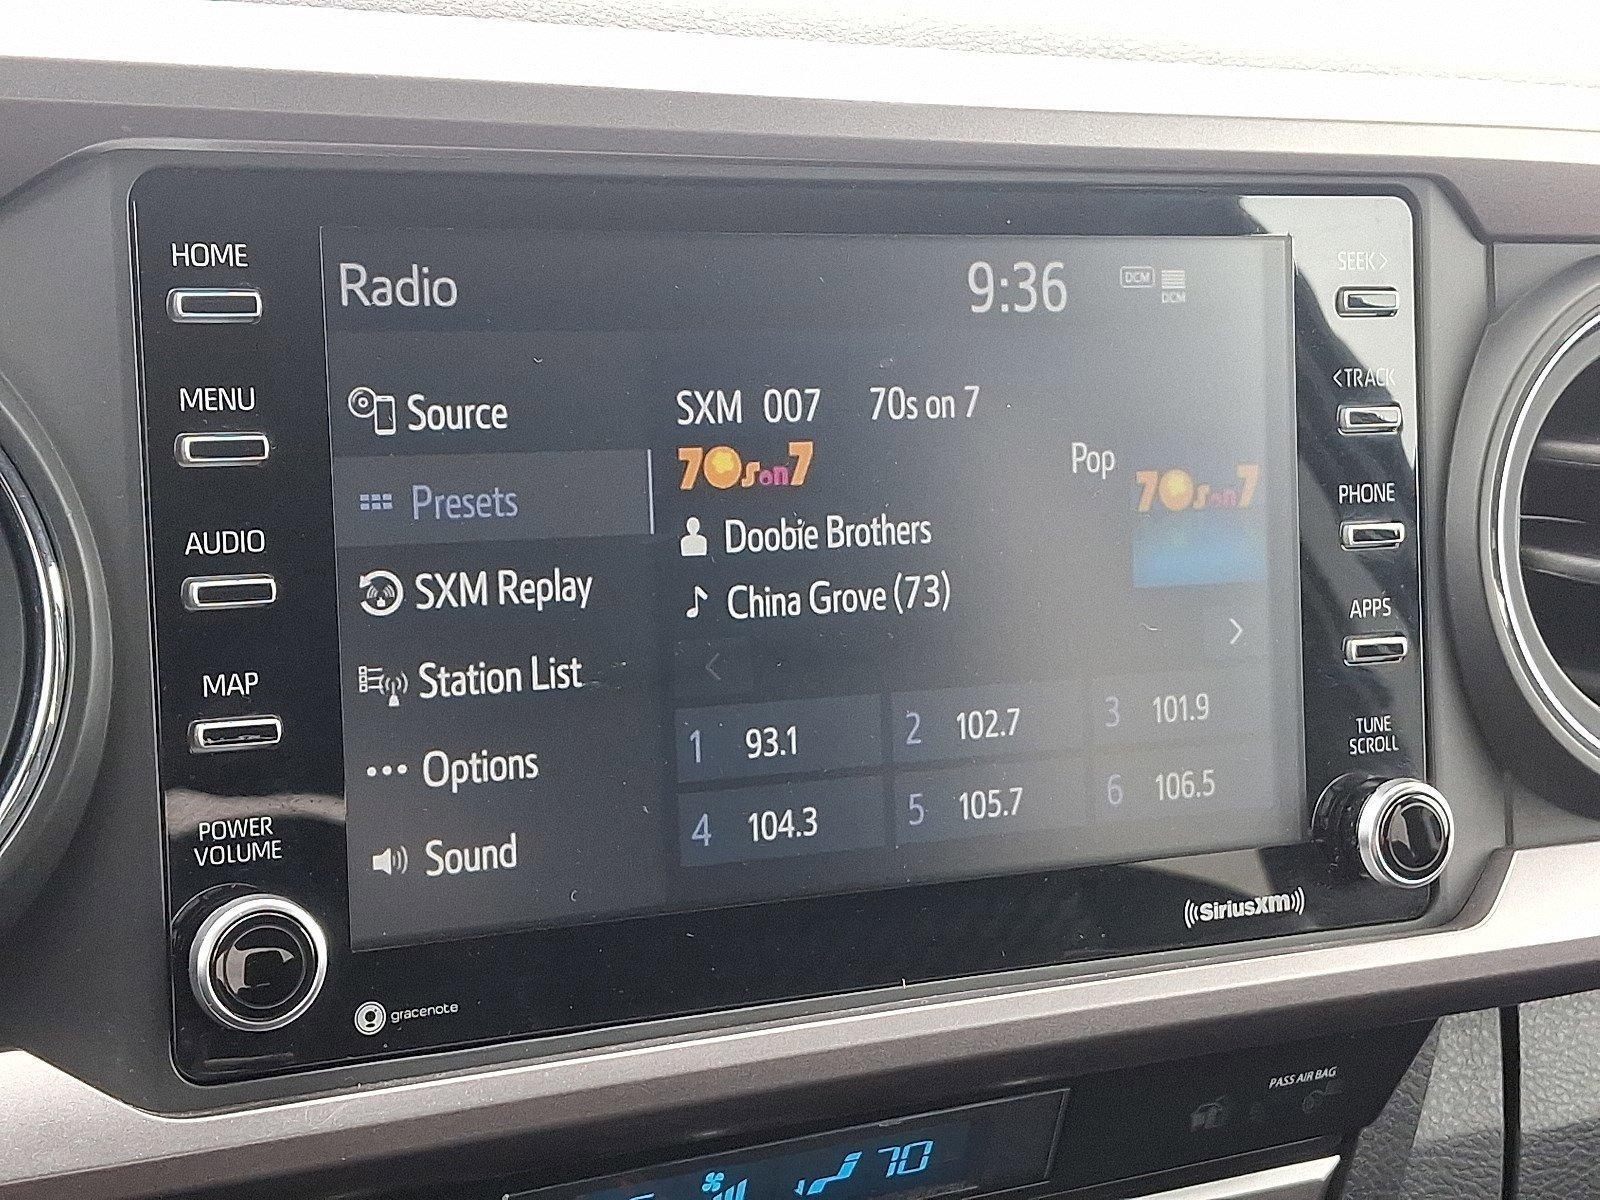 HOME
MENU
AUDIO
MAP
POWER
VOLUME
Radio
9:36
DCM
DCM
Source
Presets
SXM Replay
Station List
Options
Sound
SXM 007 70s on 7
70s on 7
Pop
70s on 7
Doobie Brothers
China Grove (73)
1 93.1
2 102.7
3 101.9
4 104.3
5 105.7
6 106.5
SEEK>
<TRACK
PHONE
APPS
TUNE
SCROLL
((SiriusXM))
gracenote
PASS AIR BAG
70